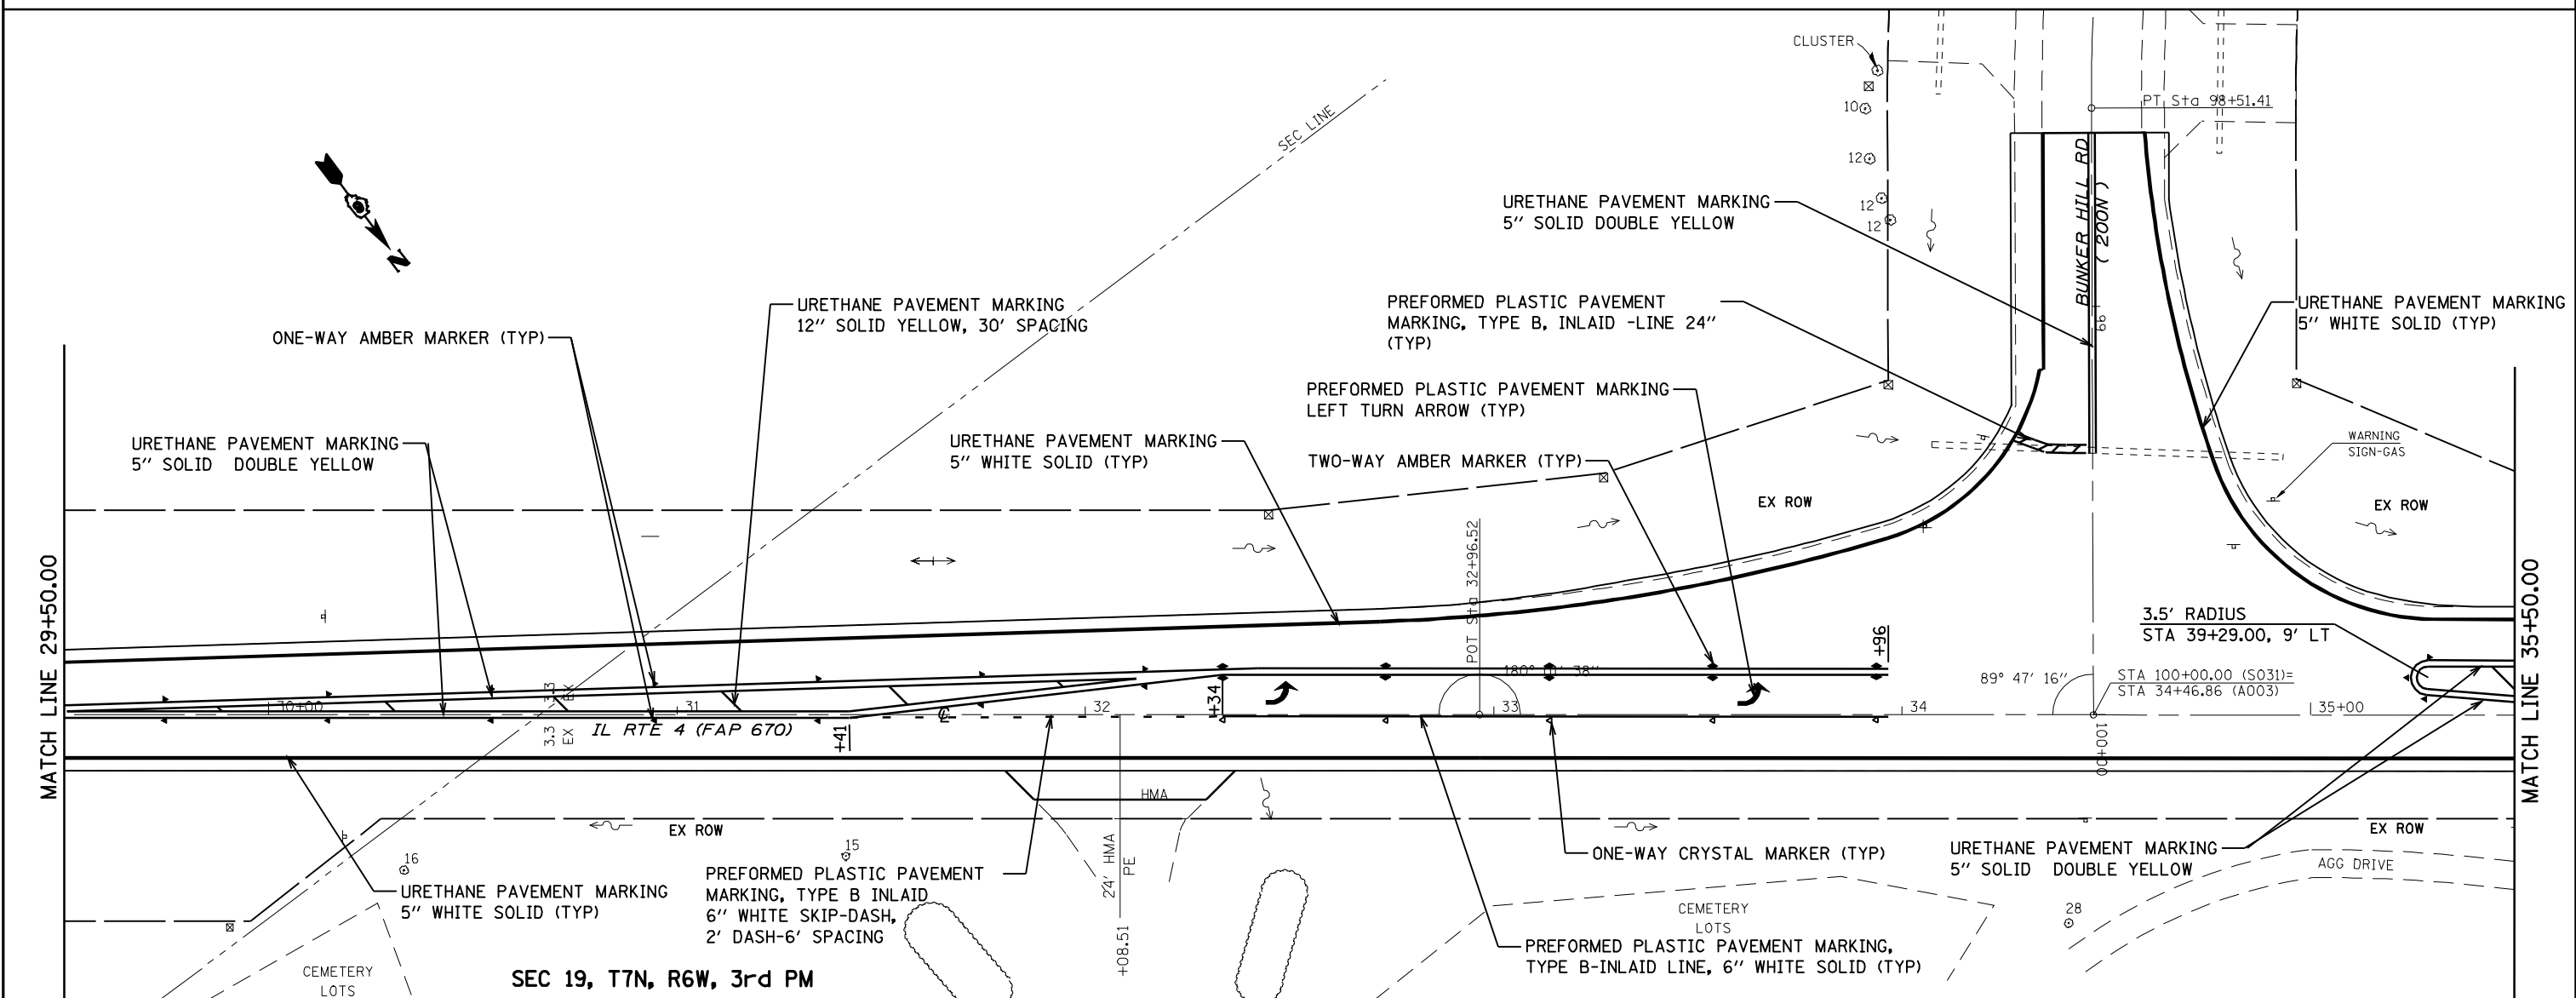 CLUSTER
10
12
12
12
PT Sta 98+51.41
SEC LINE
N
BUNKER HILL RD
( 200N )
99
URETHANE PAVEMENT MARKING
5" SOLID DOUBLE YELLOW
PREFORMED PLASTIC PAVEMENT
MARKING, TYPE B, INLAID -LINE 24"
(TYP)
URETHANE PAVEMENT MARKING
5" WHITE SOLID (TYP)
URETHANE PAVEMENT MARKING
12" SOLID YELLOW, 30' SPACING
ONE-WAY AMBER MARKER (TYP)
PREFORMED PLASTIC PAVEMENT MARKING
LEFT TURN ARROW (TYP)
URETHANE PAVEMENT MARKING
5" SOLID DOUBLE YELLOW
URETHANE PAVEMENT MARKING
5" WHITE SOLID (TYP)
TWO-WAY AMBER MARKER (TYP)
WARNING
SIGN-GAS
EX ROW
EX ROW
MATCH LINE 29+50.00
MATCH LINE 35+50.00
POT Sta 32+96.52
+96
3.5' RADIUS
STA 39+29.00, 9' LT
89° 47' 16"
STA 100+00.00 (S031)=
STA 34+46.86 (A003)
3.3
EX
30+00
31
32
+34
33
34
35+00
3.3
EX
IL RTE 4 (FAP 670)
+41
℄
100+00
HMA
EX ROW
EX ROW
16
15
24' HMA
PE
+08.51
URETHANE PAVEMENT MARKING
5" WHITE SOLID (TYP)
PREFORMED PLASTIC PAVEMENT
MARKING, TYPE B INLAID
6" WHITE SKIP-DASH,
2' DASH-6' SPACING
ONE-WAY CRYSTAL MARKER (TYP)
URETHANE PAVEMENT MARKING
5" SOLID DOUBLE YELLOW
AGG DRIVE
CEMETERY
LOTS
28
PREFORMED PLASTIC PAVEMENT MARKING,
TYPE B-INLAID LINE, 6" WHITE SOLID (TYP)
CEMETERY
LOTS
SEC 19, T7N, R6W, 3rd PM